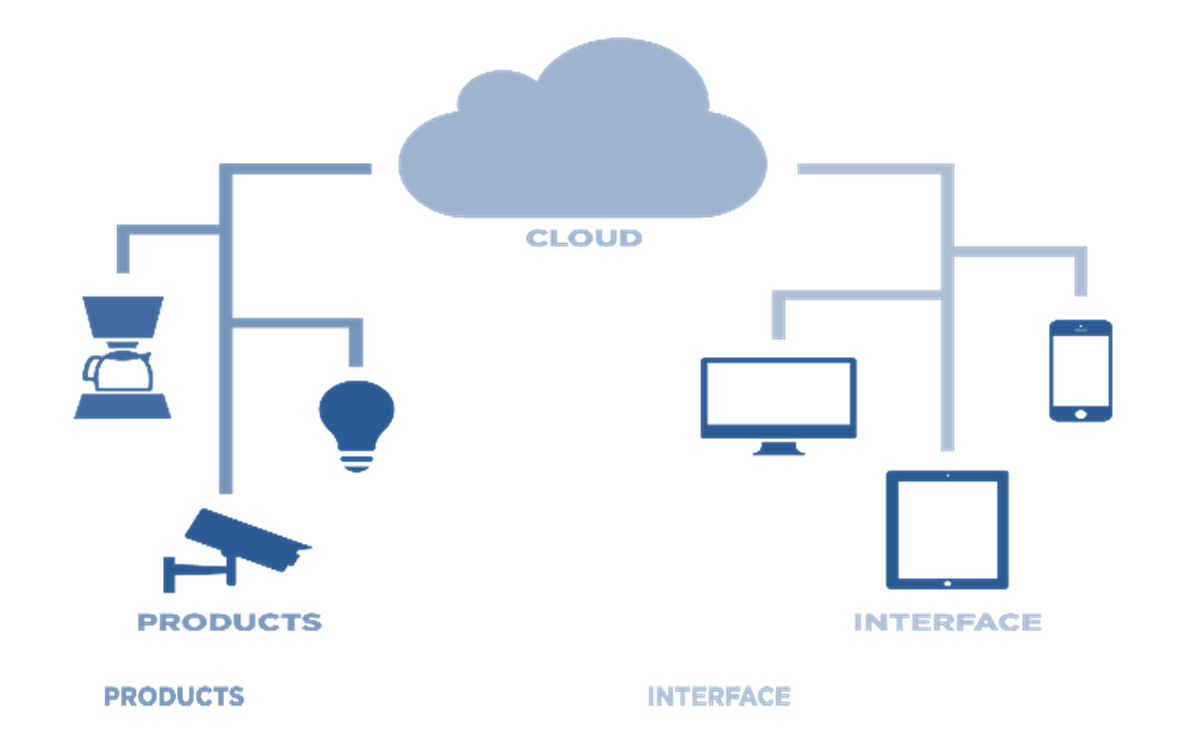 CLOUD
PRODUCTS
INTERFACE
PRODUCTS
INTERFACE